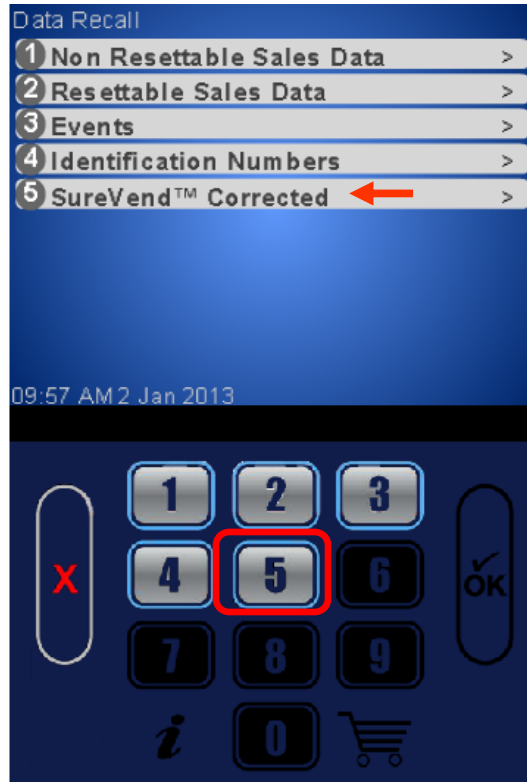 Data Recall
1 Non Resettable Sales Data >
2 Resettable Sales Data >
3 Events >
4 Identification Numbers >
5 SureVend™ Corrected >
09:57 AM 2 Jan 2013
1 2 3
X 4 5 6 OK
7 8 9
i 0